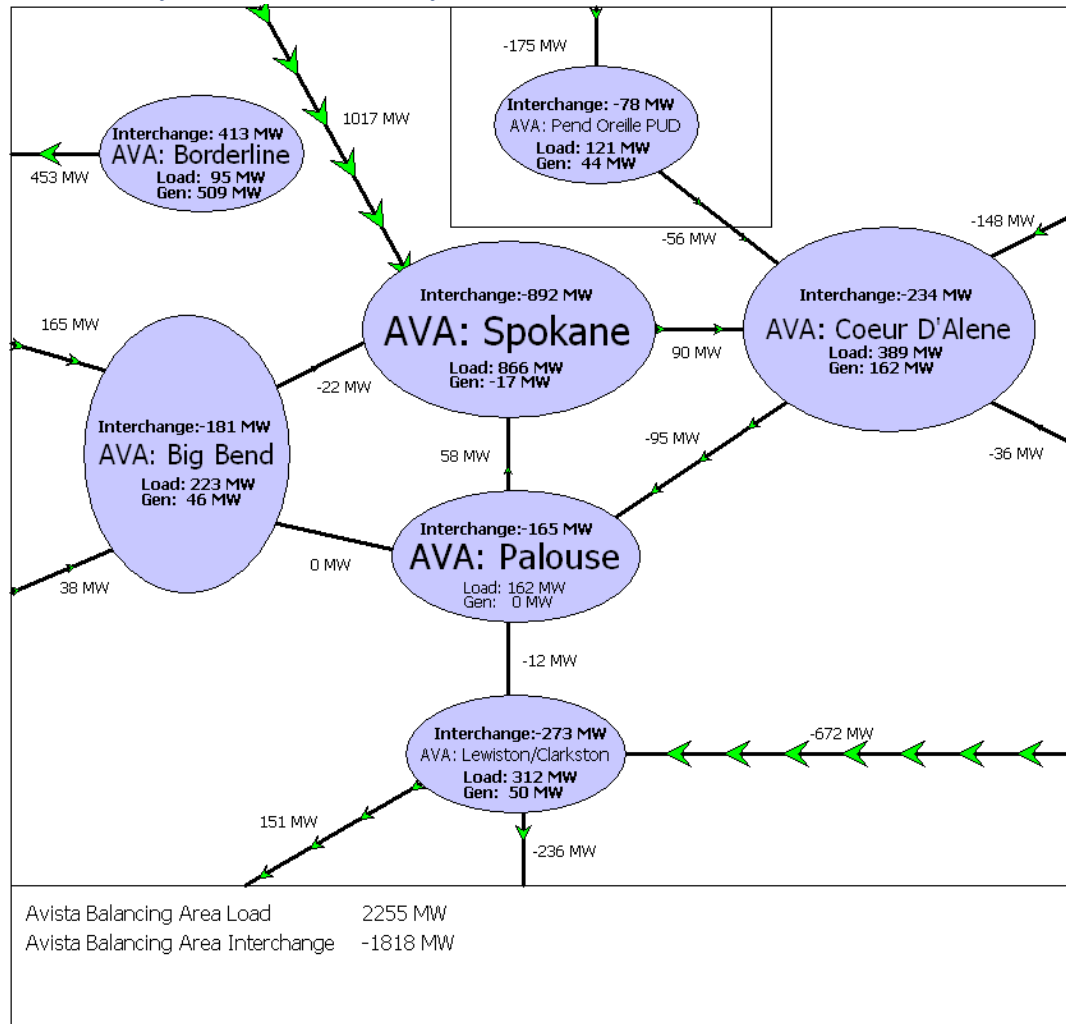 -175 MW
Interchange: -78 MW
AVA: Pend Oreille PUD
Load: 121 MW
Gen: 44 MW
1017 MW
Interchange: 413 MW
AVA: Borderline
Load: 95 MW
Gen: 509 MW
453 MW
-56 MW
-148 MW
Interchange:-892 MW
AVA: Spokane
Load: 866 MW
Gen: -17 MW
90 MW
Interchange:-234 MW
AVA: Coeur D'Alene
Load: 389 MW
Gen: 162 MW
165 MW
-22 MW
Interchange:-181 MW
AVA: Big Bend
Load: 223 MW
Gen: 46 MW
58 MW
-95 MW
-36 MW
Interchange:-165 MW
AVA: Palouse
Load: 162 MW
Gen: 0 MW
0 MW
38 MW
-12 MW
Interchange:-273 MW
AVA: Lewiston/Clarkston
Load: 312 MW
Gen: 50 MW
-672 MW
151 MW
-236 MW
Avista Balancing Area Load 2255 MW
Avista Balancing Area Interchange -1818 MW